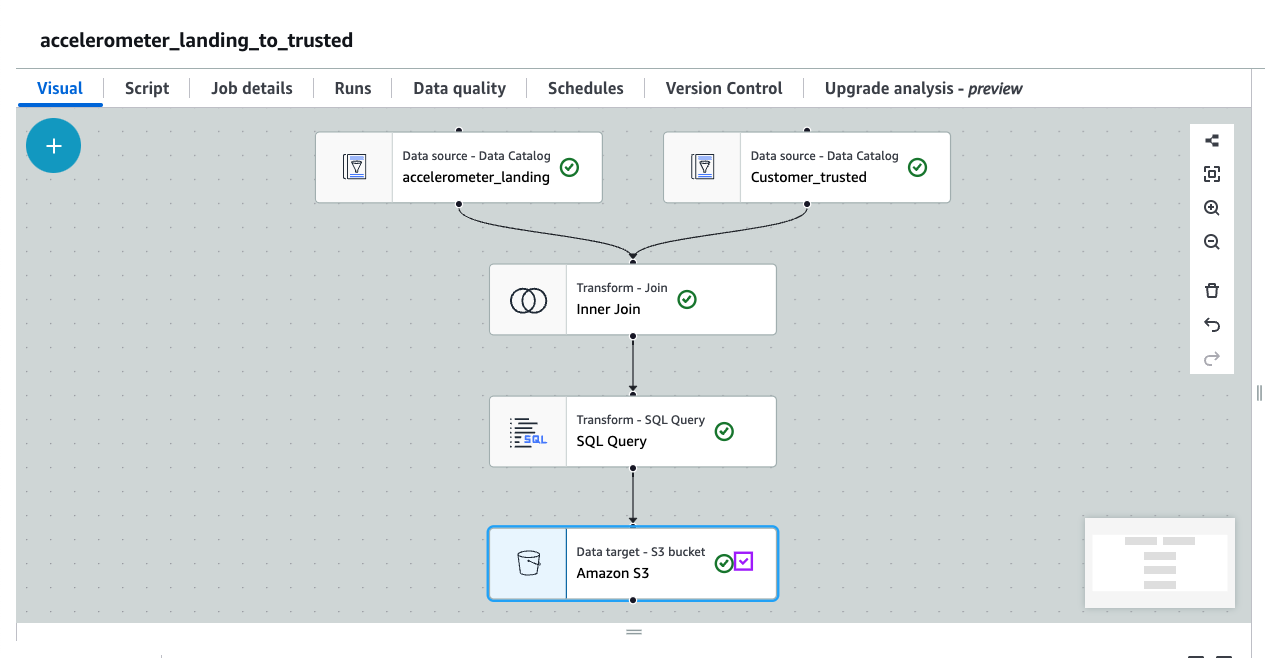 accelerometer_landing_to_trusted
Visual Script Job details Runs Data quality Schedules Version Control Upgrade analysis - preview
Data source - Data Catalog
accelerometer_landing
Data source - Data Catalog
Customer_trusted
Transform - Join
Inner Join
Transform - SQL Query
SQL
SQL Query
Data target - S3 bucket
Amazon S3